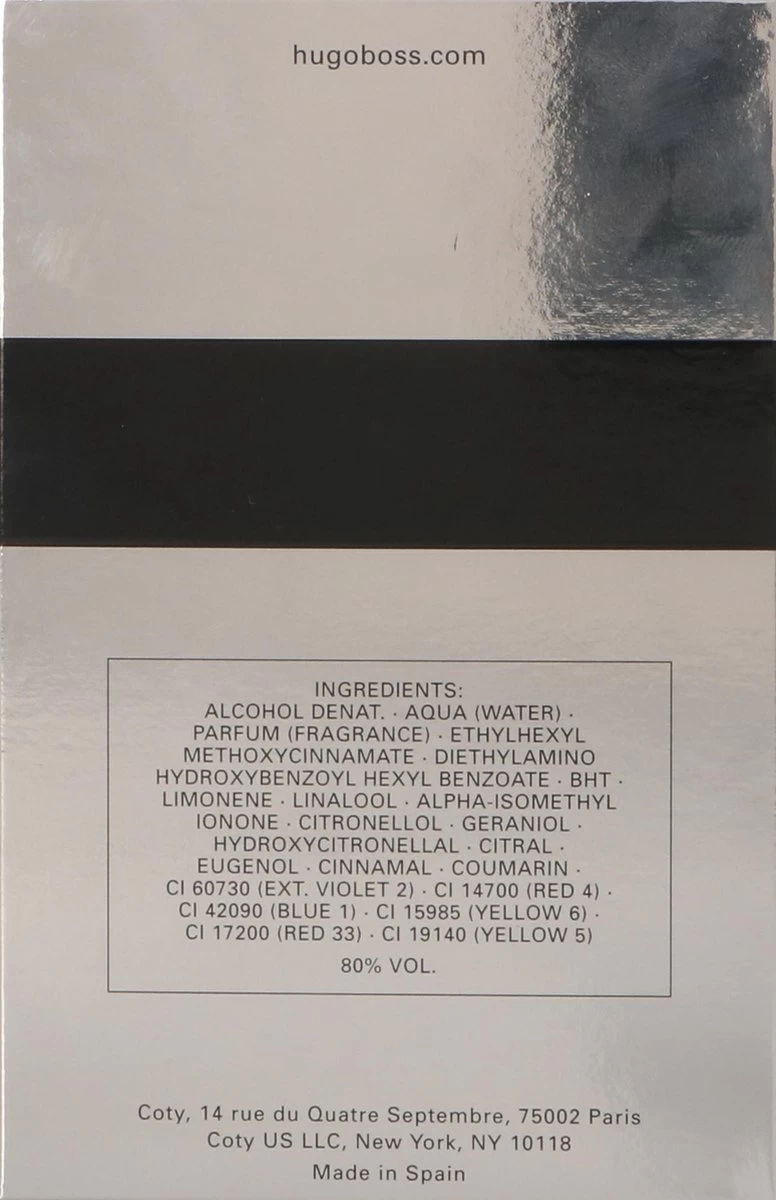 hugoboss.com
INGREDIENTS:
ALCOHOL DENAT. · AQUA (WATER) ·
PARFUM (FRAGRANCE) · ETHYLHEXYL
METHOXYCINNAMATE · DIETHYLAMINO
HYDROXYBENZOYL HEXYL BENZOATE · BHT ·
LIMONENE · LINALOOL · ALPHA-ISOMETHYL
IONONE · CITRONELLOL · GERANIOL ·
HYDROXYCITRONELLAL · CITRAL ·
EUGENOL · CINNAMAL · COUMARIN ·
CI 60730 (EXT. VIOLET 2) · CI 14700 (RED 4) ·
CI 42090 (BLUE 1) · CI 15985 (YELLOW 6) ·
CI 17200 (RED 33) · CI 19140 (YELLOW 5)
80% VOL.
Coty, 14 rue du Quatre Septembre, 75002 Paris
Coty US LLC, New York, NY 10118
Made in Spain